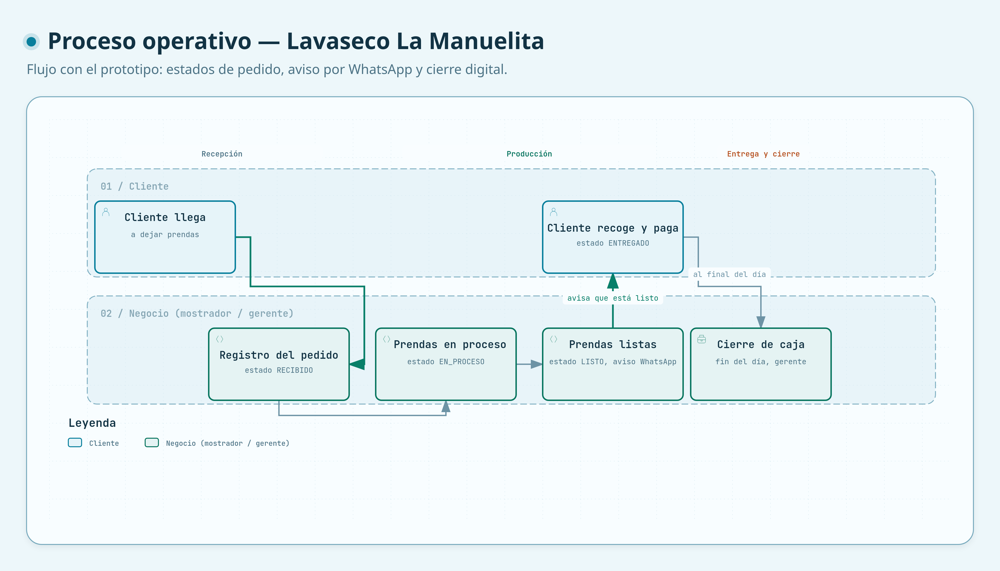 Proceso operativo — Lavaseco La Manuelita
Flujo con el prototipo: estados de pedido, aviso por WhatsApp y cierre digital.
Recepción
Producción
Entrega y cierre
01 / Cliente
Cliente llega
a dejar prendas
Cliente recoge y paga
estado ENTREGADO
al final del día
avisa que está listo
02 / Negocio (mostrador / gerente)
Registro del pedido
estado RECIBIDO
Prendas en proceso
estado EN_PROCESO
Prendas listas
estado LISTO, aviso WhatsApp
Cierre de caja
fin del día, gerente
Leyenda
Cliente
Negocio (mostrador / gerente)